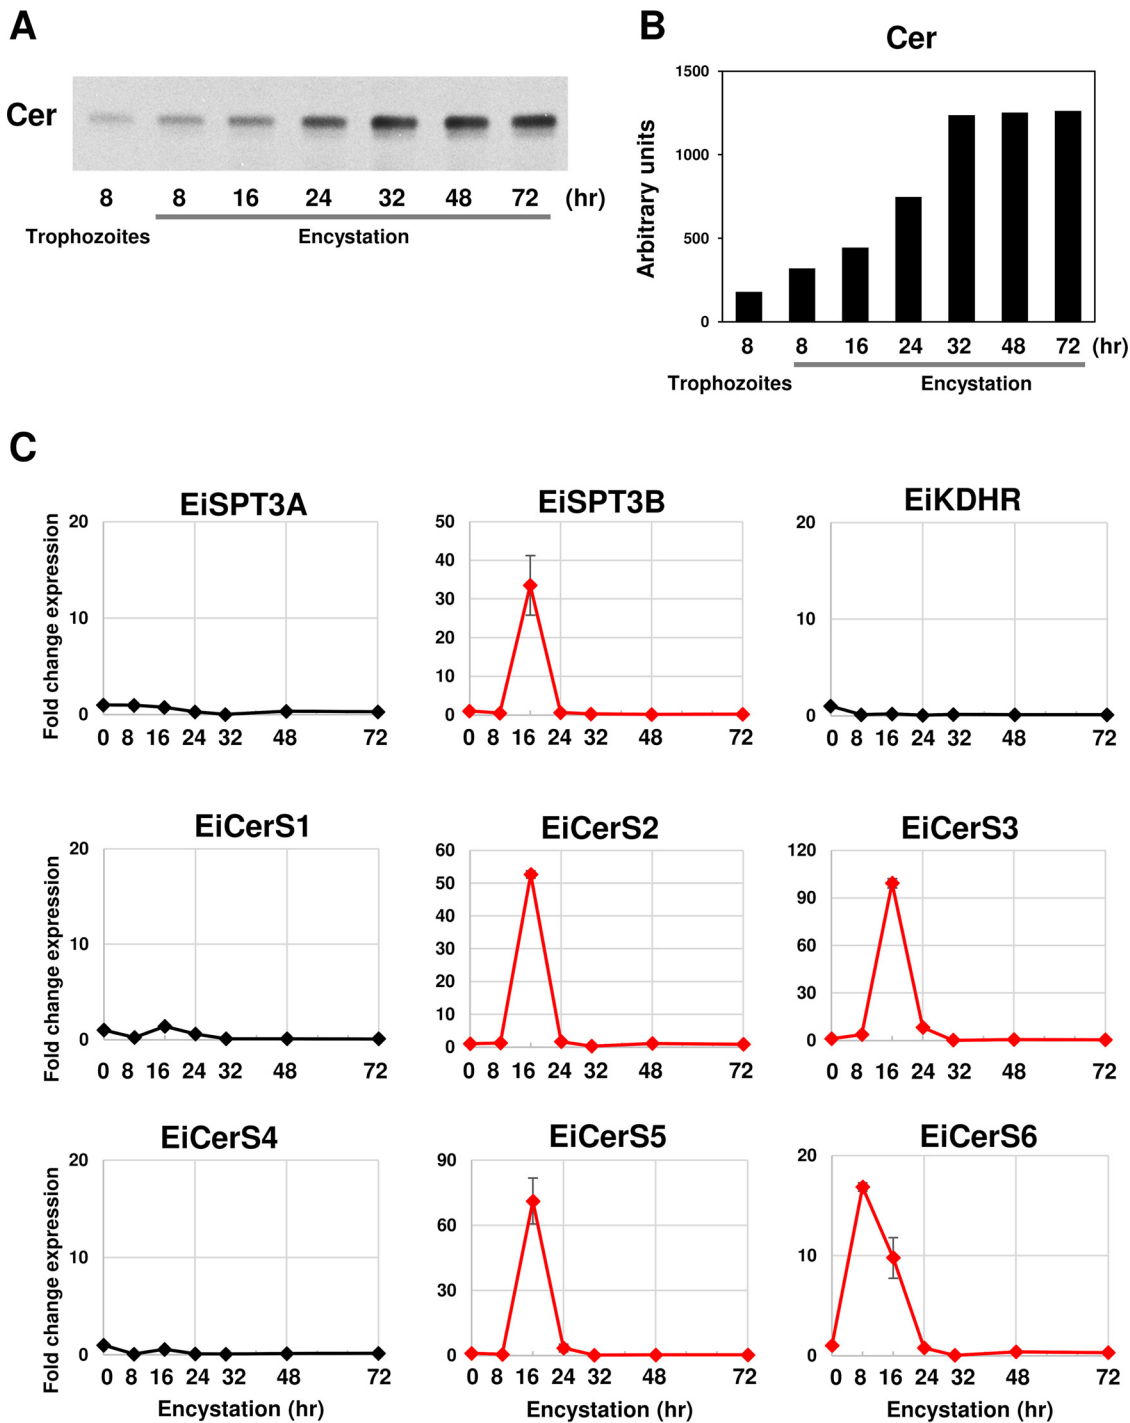 A
Cer
8 8 16 24 32 48 72 (hr)
Trophozoites Encystation
B
Cer
Arbitrary units
1500
1000
500
0
8 8 16 24 32 48 72 (hr)
Trophozoites Encystation
C
EiSPT3A
Fold change expression
20
10
0
0 8 16 24 32 48 72
EiSPT3B
50
40
30
20
10
0
0 8 16 24 32 48 72
EiKDHR
20
10
0
0 8 16 24 32 48 72
EiCerS1
Fold change expression
20
10
0
0 8 16 24 32 48 72
EiCerS2
60
50
40
30
20
10
0
0 8 16 24 32 48 72
EiCerS3
120
90
60
30
0
0 8 16 24 32 48 72
EiCerS4
Fold change expression
20
10
0
0 8 16 24 32 48 72
Encystation (hr)
EiCerS5
90
60
30
0
0 8 16 24 32 48 72
Encystation (hr)
EiCerS6
20
10
0
0 8 16 24 32 48 72
Encystation (hr)